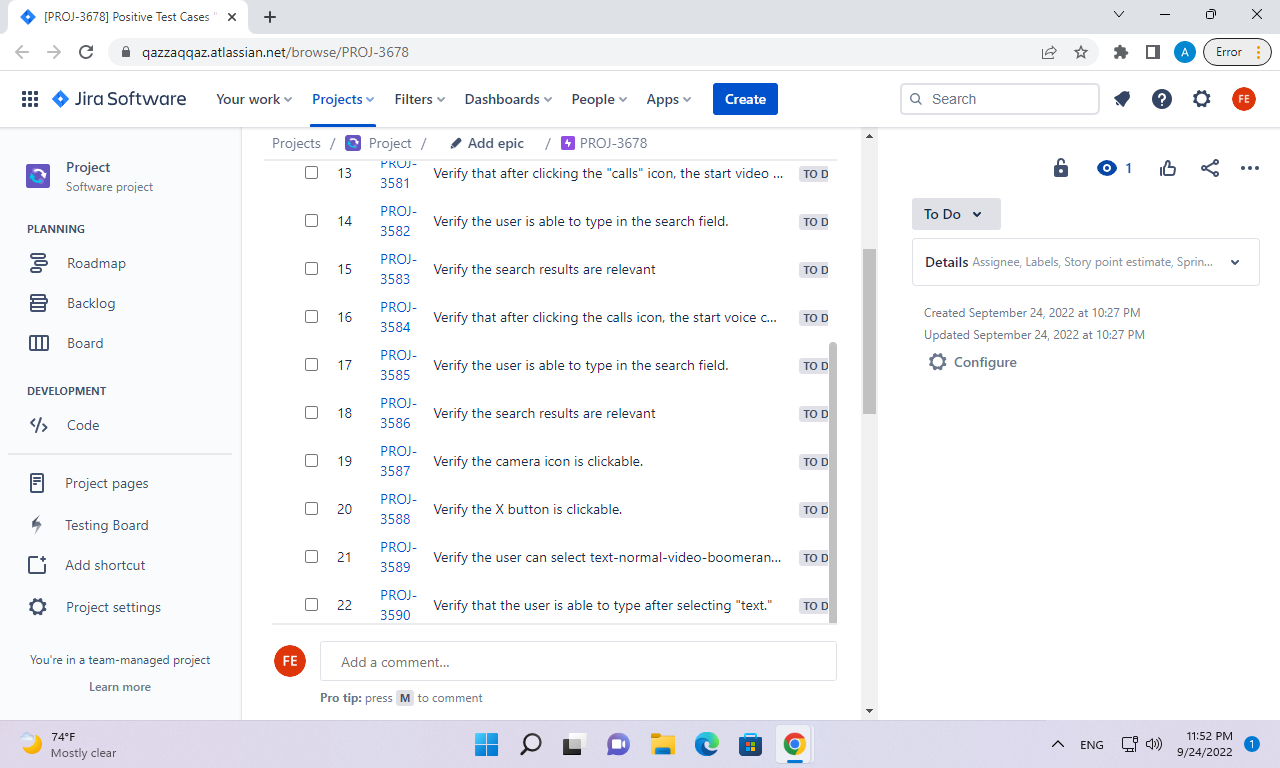 [PROJ-3678] Positive Test Cases "
qazzaqqaz.atlassian.net/browse/PROJ-3678
A
Error
Jira Software
Your work
Projects
Filters
Dashboards
People
Apps
Create
Search
FE
Project
Software project
PLANNING
Roadmap
Backlog
Board
DEVELOPMENT
Code
Project pages
Testing Board
Add shortcut
Project settings
You're in a team-managed project
Learn more
Projects / Project / Add epic / PROJ-3678
13 PROJ-3581 Verify that after clicking the "calls" icon, the start video ... TO D
14 PROJ-3582 Verify the user is able to type in the search field. TO D
15 PROJ-3583 Verify the search results are relevant TO D
16 PROJ-3584 Verify that after clicking the calls icon, the start voice c... TO D
17 PROJ-3585 Verify the user is able to type in the search field. TO D
18 PROJ-3586 Verify the search results are relevant TO D
19 PROJ-3587 Verify the camera icon is clickable. TO D
20 PROJ-3588 Verify the X button is clickable. TO D
21 PROJ-3589 Verify the user can select text-normal-video-boomeran... TO D
22 PROJ-3590 Verify that the user is able to type after selecting "text." TO D
FE
Add a comment...
Pro tip: press M to comment
1
To Do
Details Assignee, Labels, Story point estimate, Sprin...
Created September 24, 2022 at 10:27 PM
Updated September 24, 2022 at 10:27 PM
Configure
74°F
Mostly clear
ENG
11:52 PM
9/24/2022
1